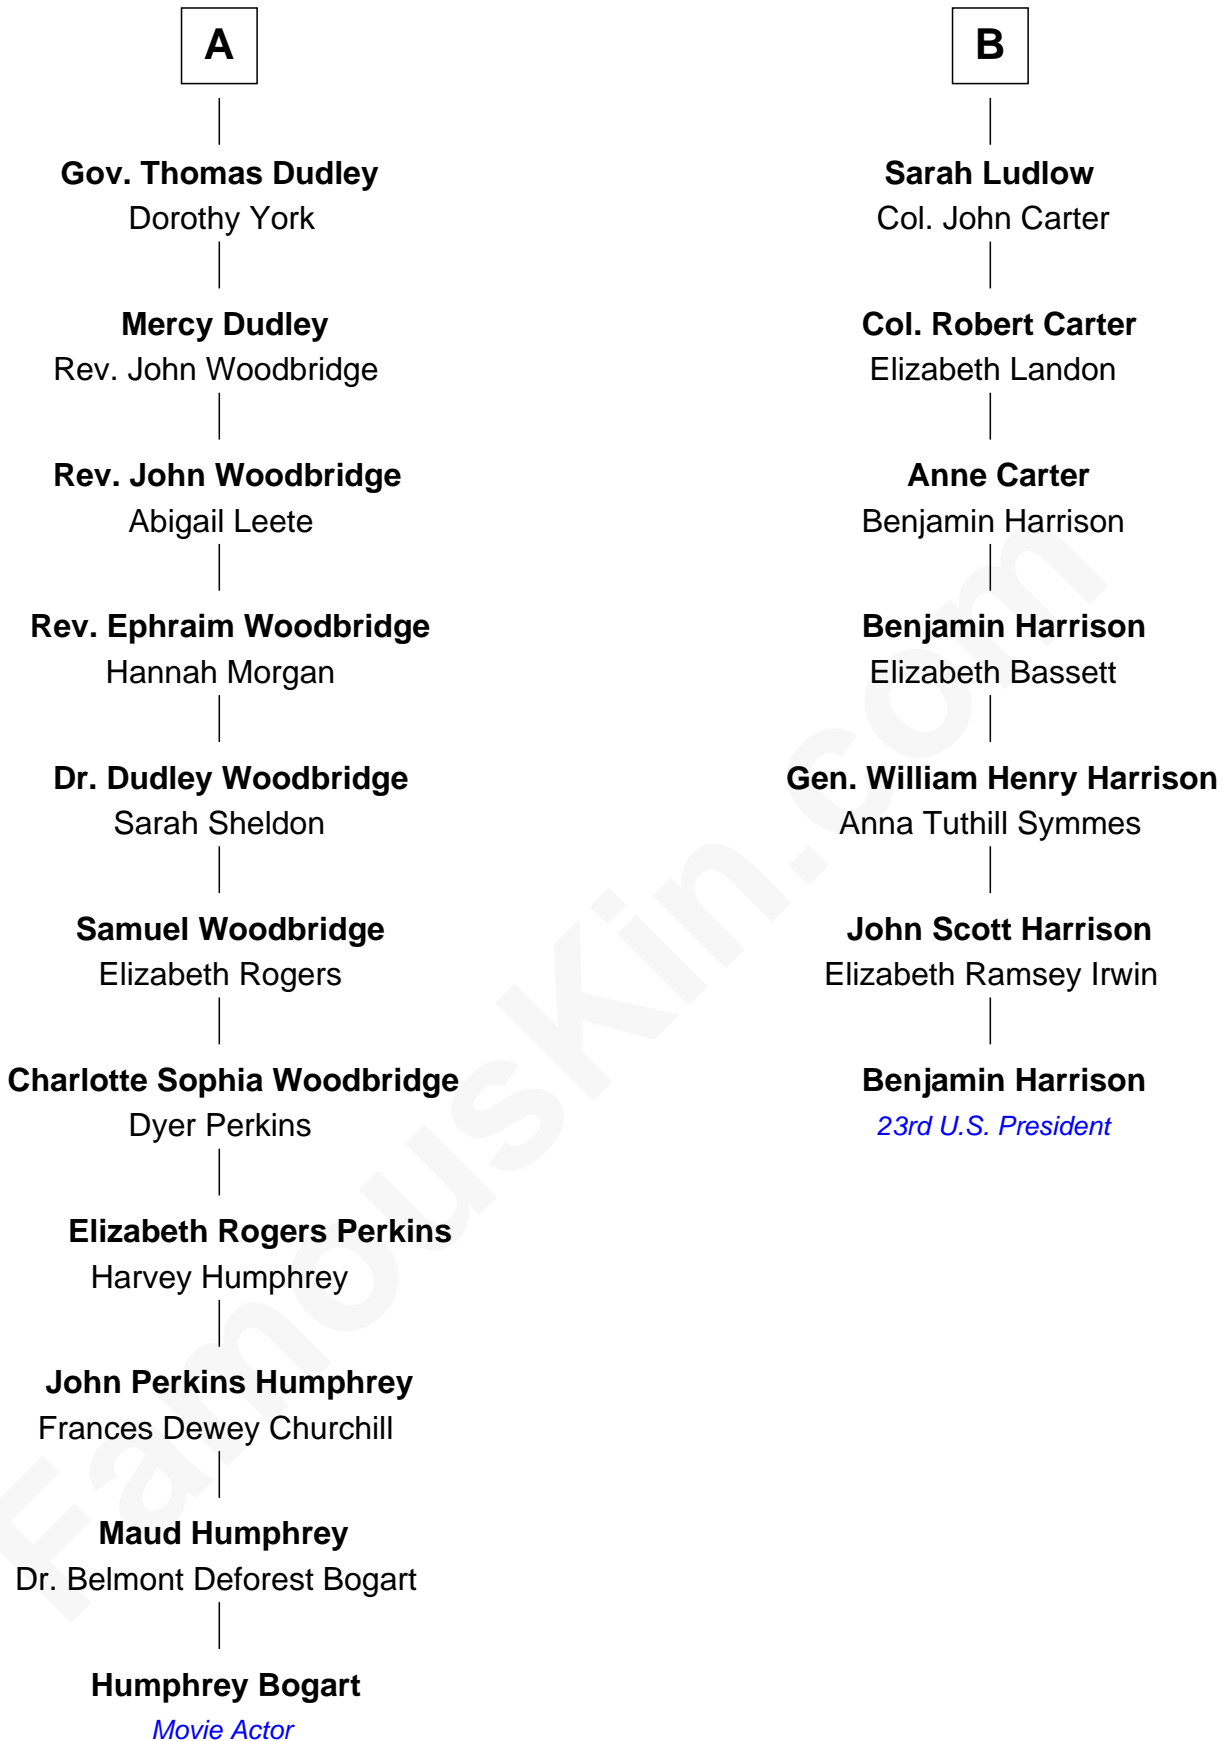 A
Gov. Thomas Dudley
Dorothy York
Mercy Dudley
Rev. John Woodbridge
Rev. John Woodbridge
Abigail Leete
Rev. Ephraim Woodbridge
Hannah Morgan
Dr. Dudley Woodbridge
Sarah Sheldon
Samuel Woodbridge
Elizabeth Rogers
Charlotte Sophia Woodbridge
Dyer Perkins
Elizabeth Rogers Perkins
Harvey Humphrey
John Perkins Humphrey
Frances Dewey Churchill
Maud Humphrey
Dr. Belmont Deforest Bogart
Humphrey Bogart
Movie Actor
B
Sarah Ludlow
Col. John Carter
Col. Robert Carter
Elizabeth Landon
Anne Carter
Benjamin Harrison
Benjamin Harrison
Elizabeth Bassett
Gen. William Henry Harrison
Anna Tuthill Symmes
John Scott Harrison
Elizabeth Ramsey Irwin
Benjamin Harrison
23rd U.S. President
FamousKin.com